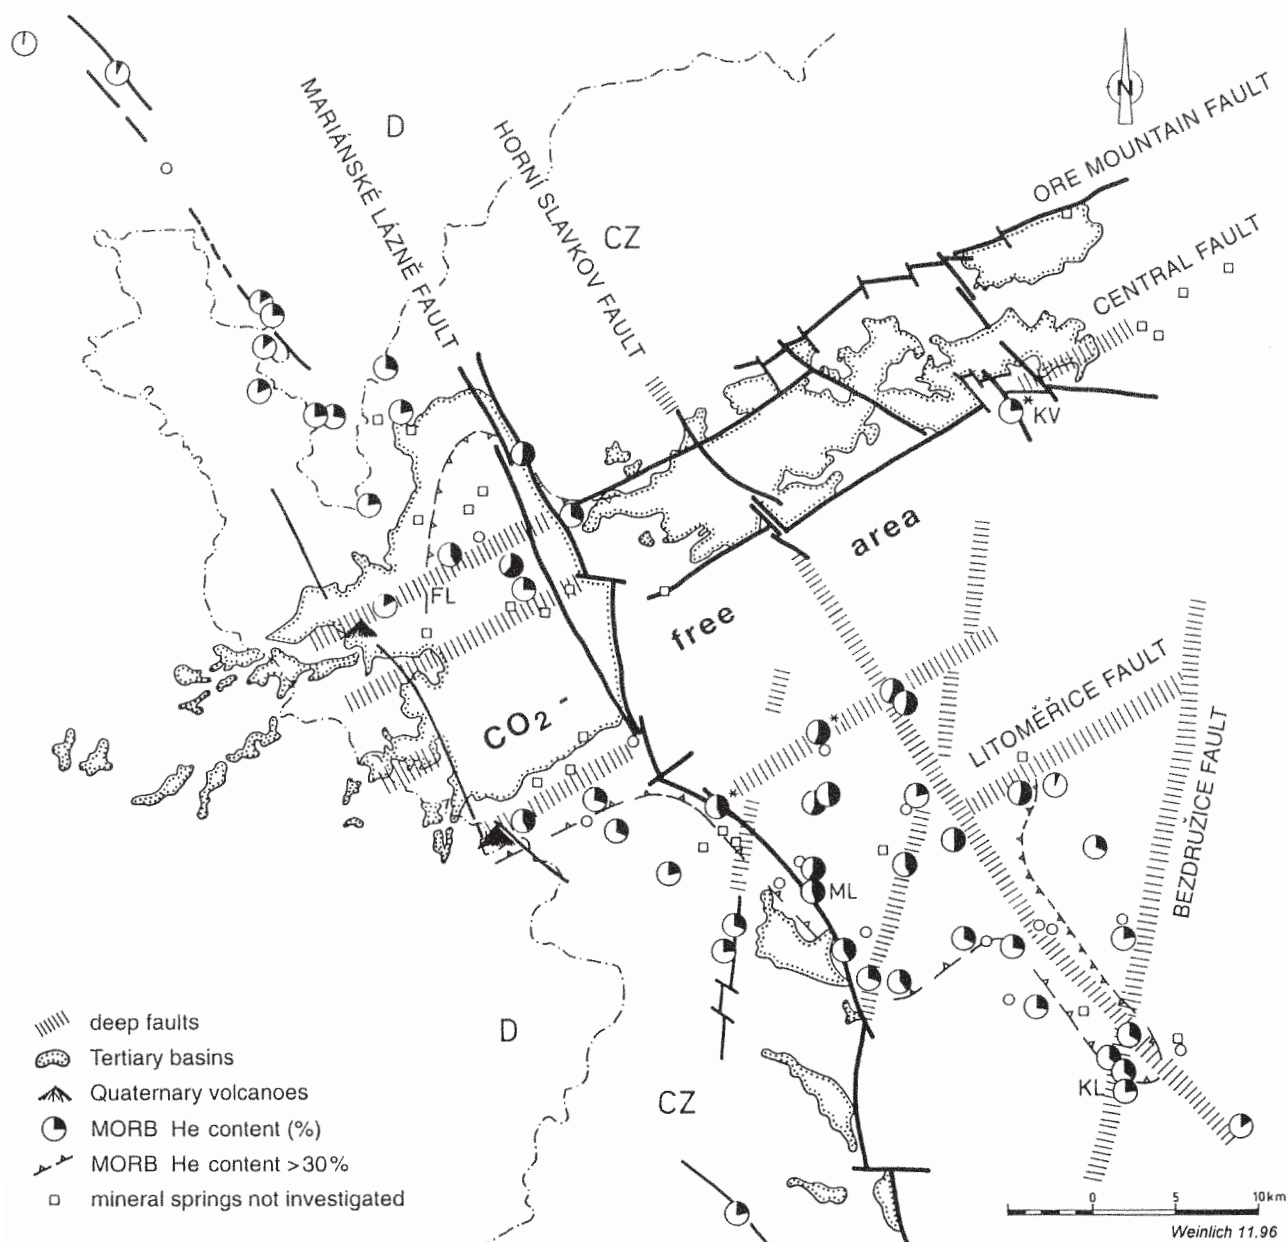 N
D
MARIÁNSKÉ LÁZNĚ FAULT
HORNÍ SLAVKOV FAULT
CZ
ORE MOUNTAIN FAULT
CENTRAL FAULT
* KV
FL
CO2 -
free
area
*
*
LITOMĚŘICE FAULT
BEZDRUŽICE FAULT
ML
D
CZ
KL
deep faults
Tertiary basins
Quaternary volcanoes
MORB He content (%)
MORB He content >30%
mineral springs not investigated
0 5 10km
Weinlich 11.96